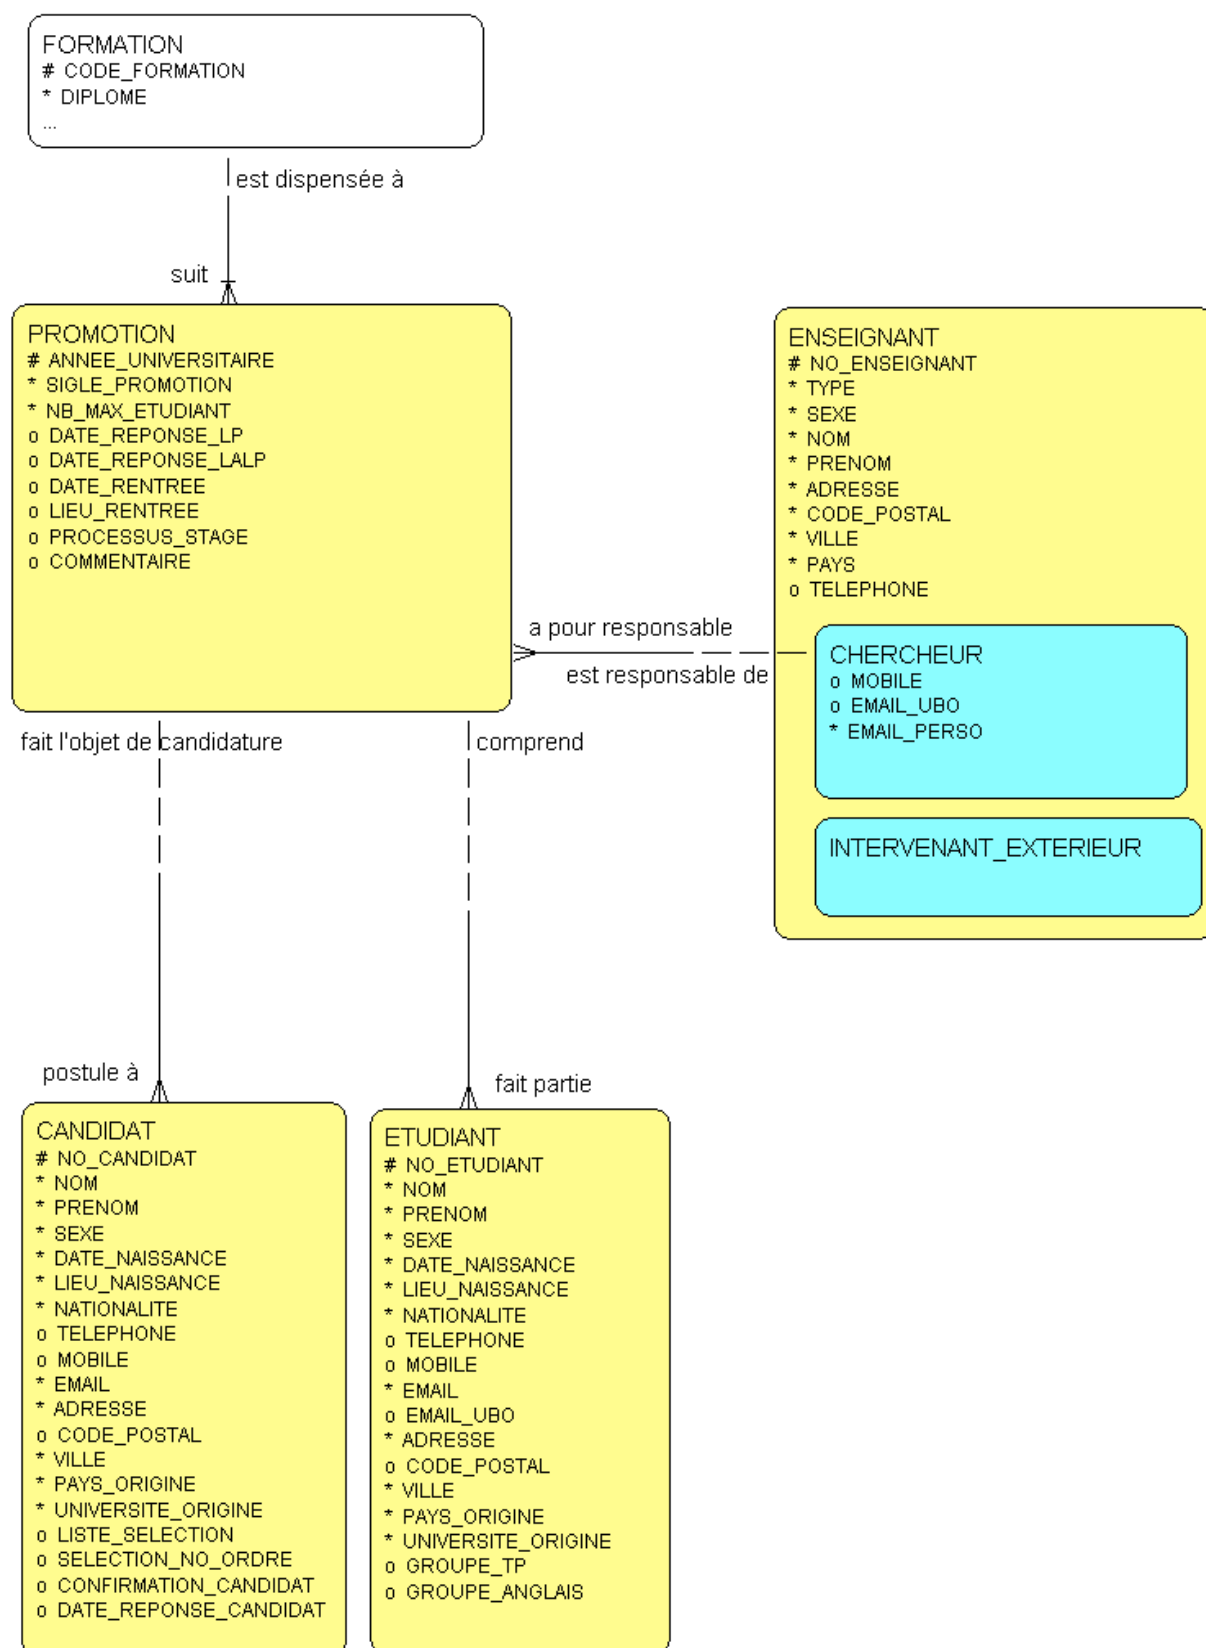 FORMATION
# CODE_FORMATION
* DIPLOME
...
est dispensée à
suit
PROMOTION
# ANNEE_UNIVERSITAIRE
* SIGLE_PROMOTION
* NB_MAX_ETUDIANT
o DATE_REPONSE_LP
o DATE_REPONSE_LALP
o DATE_RENTREE
o LIEU_RENTREE
o PROCESSUS_STAGE
o COMMENTAIRE
ENSEIGNANT
# NO_ENSEIGNANT
* TYPE
* SEXE
* NOM
* PRENOM
* ADRESSE
* CODE_POSTAL
* VILLE
* PAYS
o TELEPHONE
a pour responsable
est responsable de
CHERCHEUR
o MOBILE
o EMAIL_UBO
* EMAIL_PERSO
INTERVENANT_EXTERIEUR
fait l'objet de candidature
comprend
postule à
fait partie
CANDIDAT
# NO_CANDIDAT
* NOM
* PRENOM
* SEXE
* DATE_NAISSANCE
* LIEU_NAISSANCE
* NATIONALITE
o TELEPHONE
o MOBILE
* EMAIL
* ADRESSE
o CODE_POSTAL
* VILLE
* PAYS_ORIGINE
* UNIVERSITE_ORIGINE
o LISTE_SELECTION
o SELECTION_NO_ORDRE
o CONFIRMATION_CANDIDAT
o DATE_REPONSE_CANDIDAT
ETUDIANT
# NO_ETUDIANT
* NOM
* PRENOM
* SEXE
* DATE_NAISSANCE
* LIEU_NAISSANCE
* NATIONALITE
o TELEPHONE
o MOBILE
* EMAIL
o EMAIL_UBO
* ADRESSE
o CODE_POSTAL
* VILLE
* PAYS_ORIGINE
* UNIVERSITE_ORIGINE
o GROUPE_TP
o GROUPE_ANGLAIS